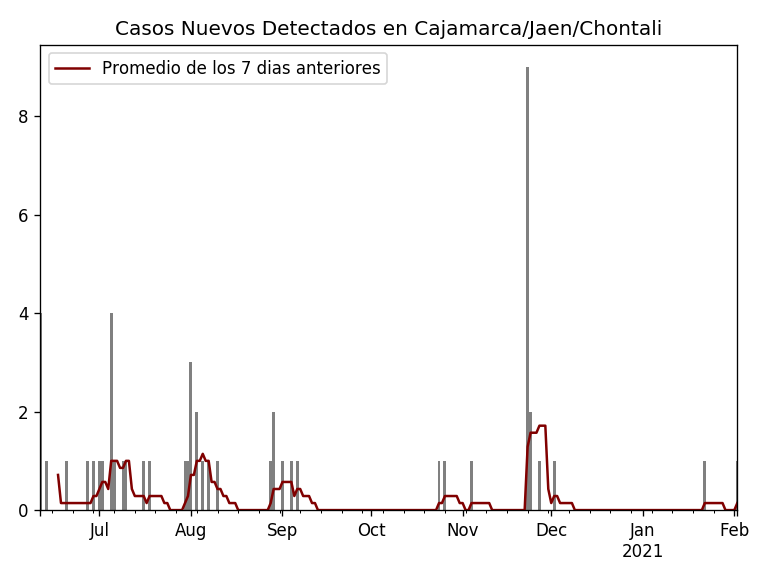 Casos Nuevos Detectados en Cajamarca/Jaen/Chontali
Promedio de los 7 dias anteriores
8
6
4
2
0
Jul Aug Sep Oct Nov Dec Jan Feb
2021